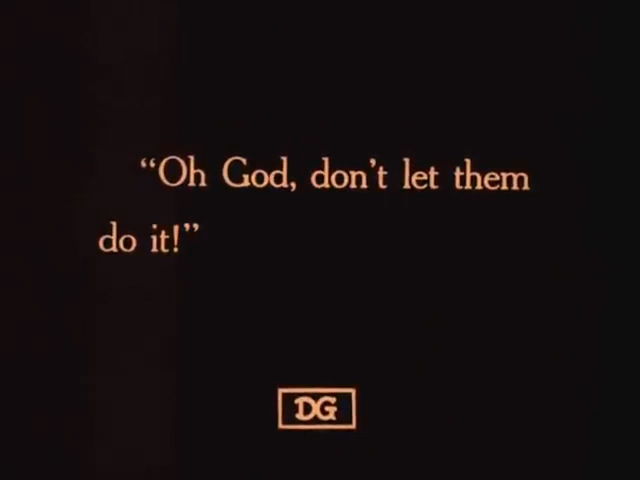 “Oh God, don’t let them
do it!”
DG